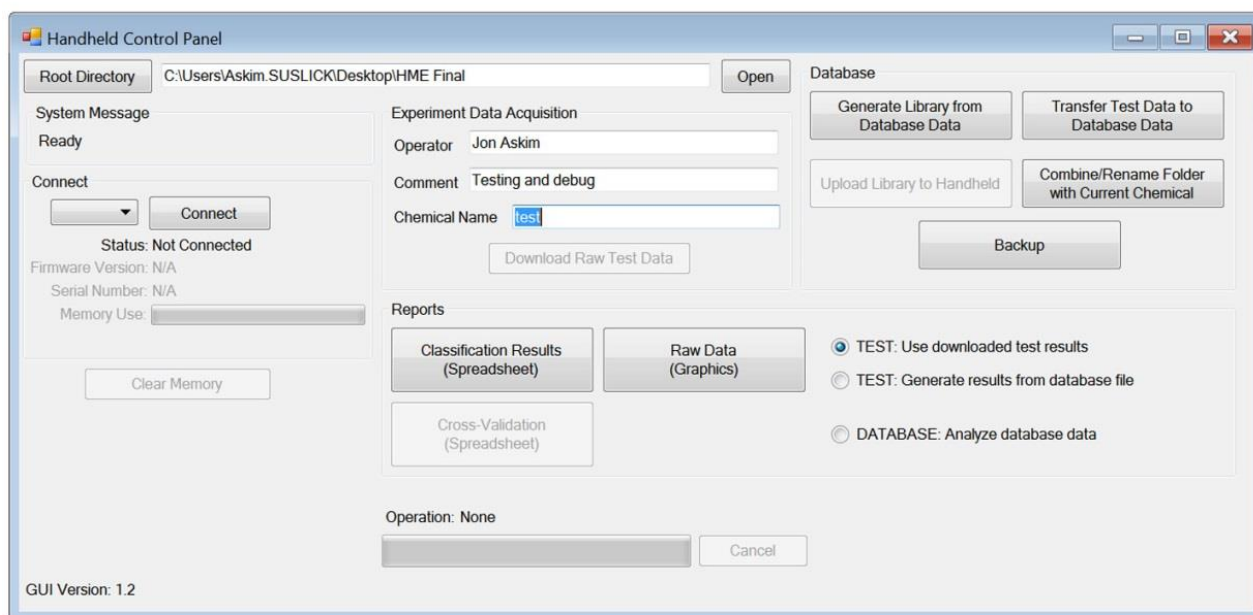 Handheld Control Panel
Root Directory
C:\Users\Askim.SUSLICK\Desktop\HME Final
Open
System Message
Ready
Connect
Connect
Status: Not Connected
Firmware Version: N/A
Serial Number: N/A
Memory Use:
Clear Memory
Experiment Data Acquisition
Operator Jon Askim
Comment Testing and debug
Chemical Name test
Download Raw Test Data
Database
Generate Library from
Database Data
Transfer Test Data to
Database Data
Upload Library to Handheld
Combine/Rename Folder
with Current Chemical
Backup
Reports
Classification Results
(Spreadsheet)
Raw Data
(Graphics)
Cross-Validation
(Spreadsheet)
TEST: Use downloaded test results
TEST: Generate results from database file
DATABASE: Analyze database data
Operation: None
Cancel
GUI Version: 1.2